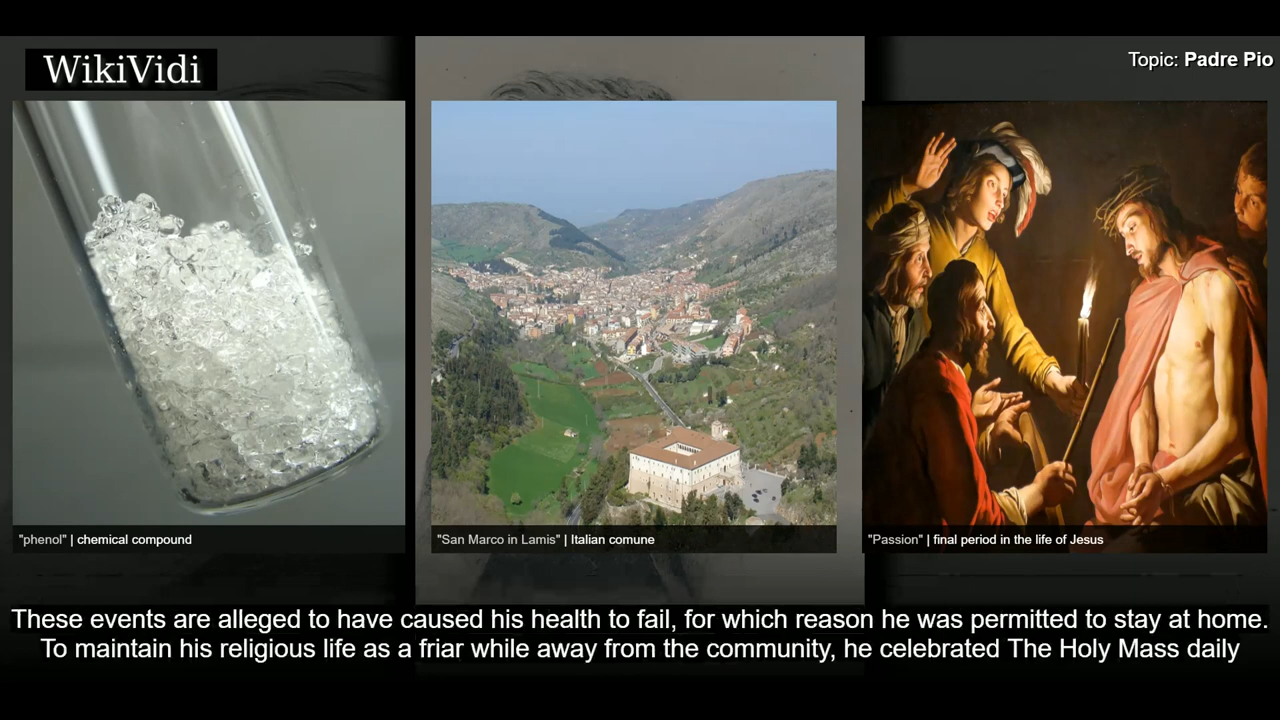 WikiVidi
Topic: Padre Pio
"phenol" | chemical compound
"San Marco in Lamis" | Italian comune
"Passion" | final period in the life of Jesus
These events are alleged to have caused his health to fail, for which reason he was permitted to stay at home.
To maintain his religious life as a friar while away from the community, he celebrated The Holy Mass daily